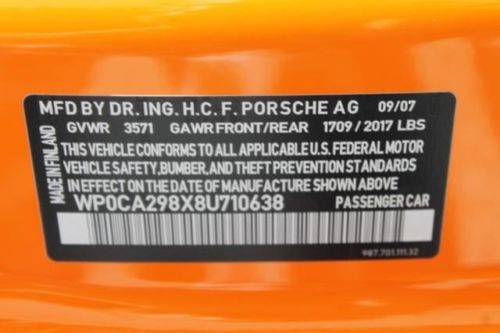 MFD BY DR. ING. H.C. F. PORSCHE AG 09/07
GVWR 3571 GAWR FRONT/REAR 1709 / 2017 LBS
THIS VEHICLE CONFORMS TO ALL APPLICABLE U.S. FEDERAL MOTOR
VEHICLE SAFETY, BUMPER, AND THEFT PREVENTION STANDARDS
IN EFFECT ON THE DATE OF MANUFACTURE SHOWN ABOVE
WP0CA298X8U710638 PASSENGER CAR
987.701.111.32
MADE IN FINLAND